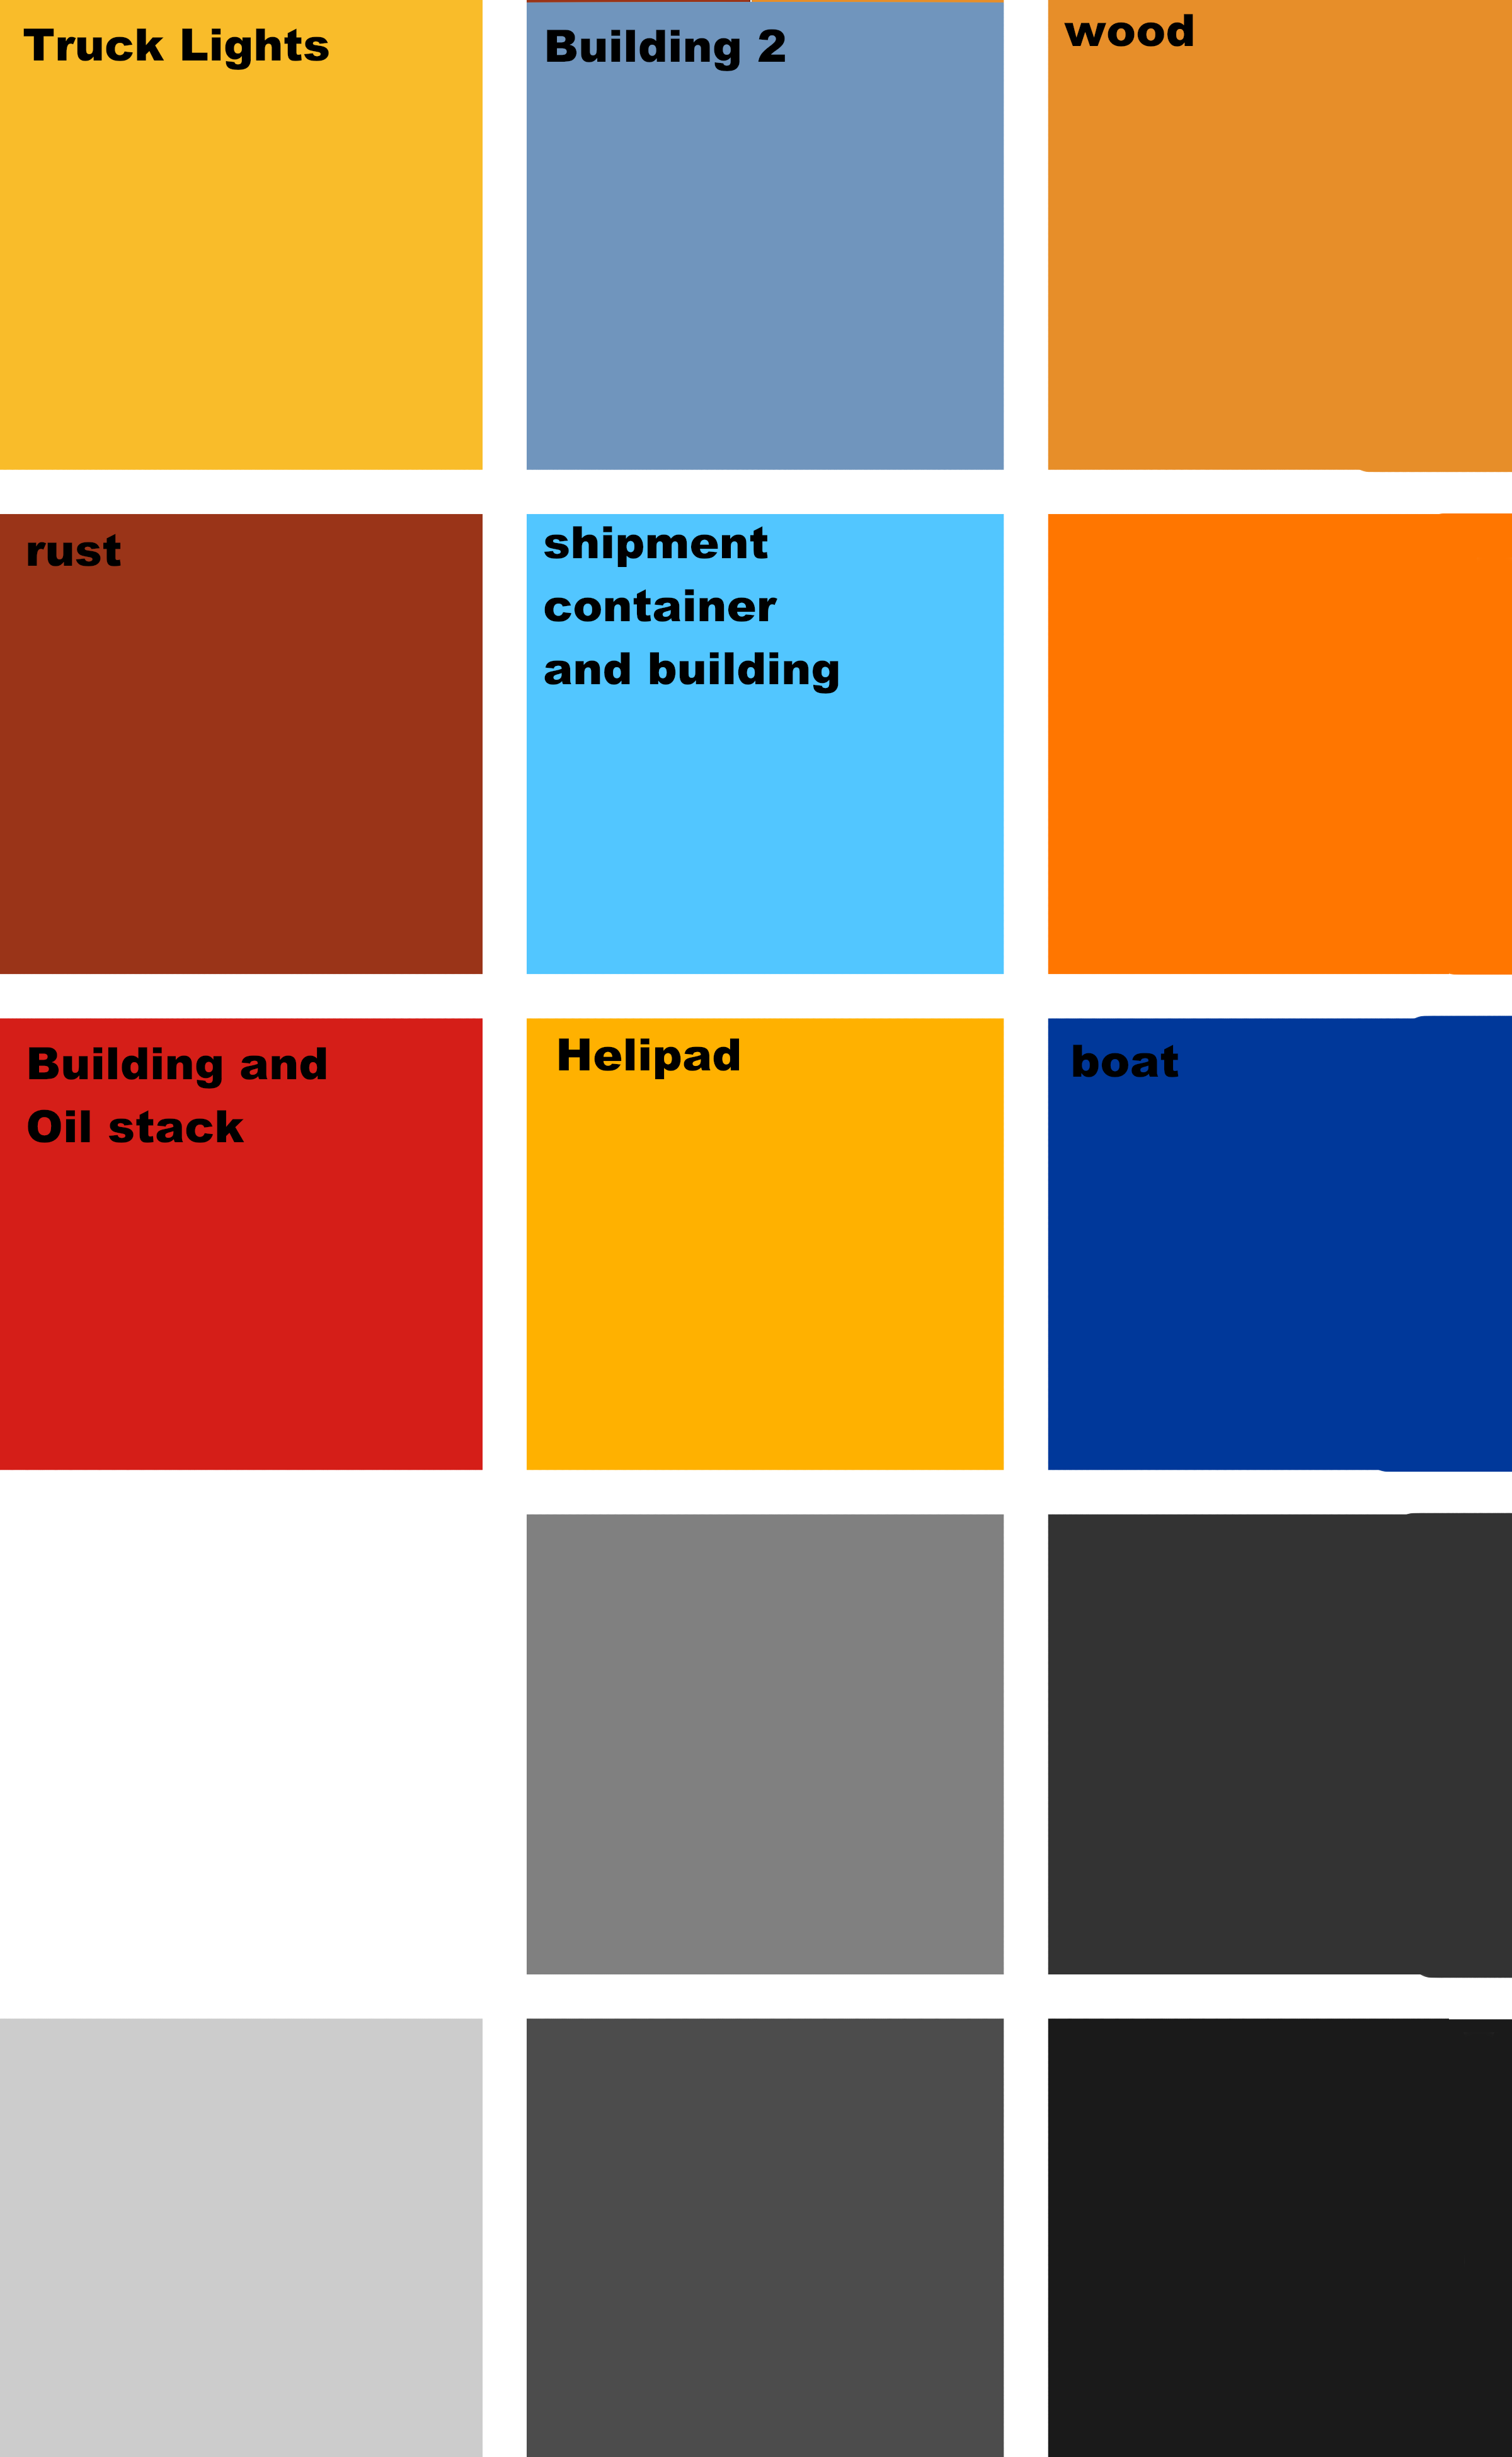 Truck Lights
Building 2
wood
rust
shipment
container
and building
Building and
Oil stack
Helipad
boat